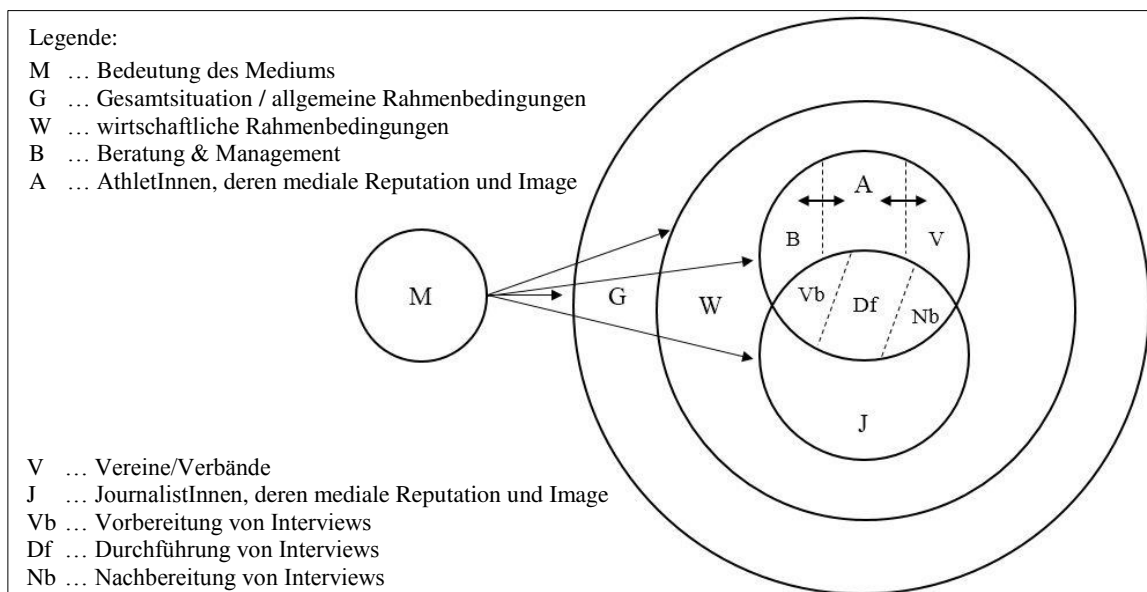 Legende:
M … Bedeutung des Mediums
G … Gesamtsituation / allgemeine Rahmenbedingungen
W … wirtschaftliche Rahmenbedingungen
B … Beratung & Management
A … AthletInnen, deren mediale Reputation und Image
A
B
V
M
G
W
Vb
Df
Nb
J
V … Vereine/Verbände
J … JournalistInnen, deren mediale Reputation und Image
Vb … Vorbereitung von Interviews
Df … Durchführung von Interviews
Nb … Nachbereitung von Interviews